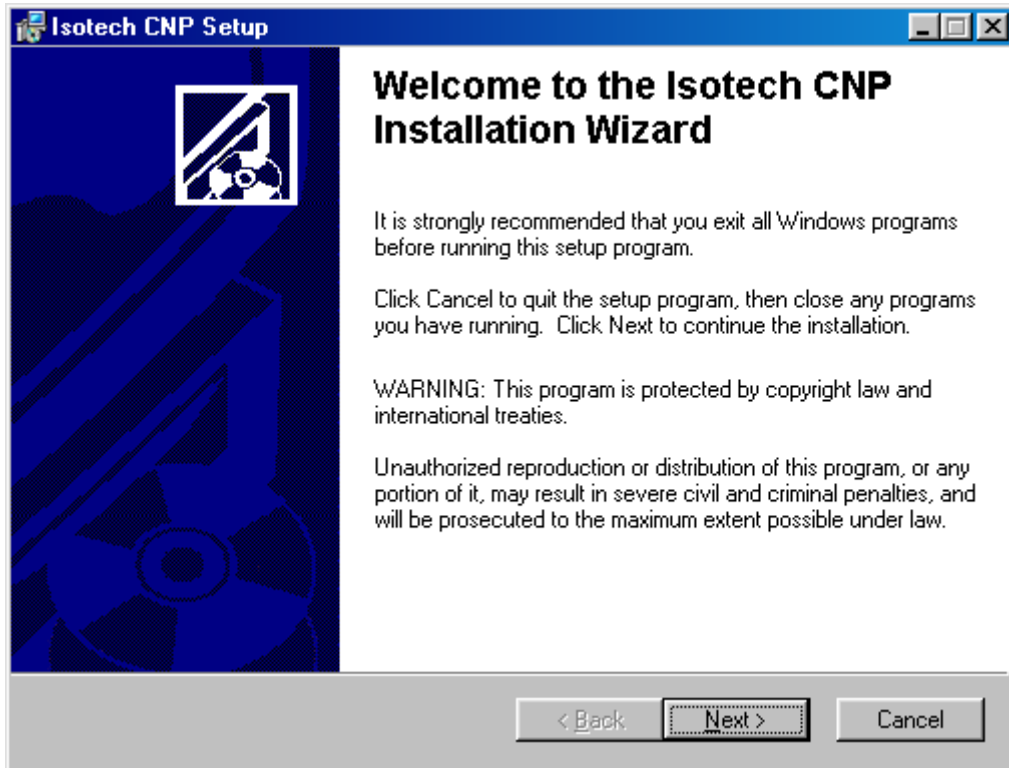 Isotech CNP Setup
Welcome to the Isotech CNP
Installation Wizard
It is strongly recommended that you exit all Windows programs
before running this setup program.
Click Cancel to quit the setup program, then close any programs
you have running.  Click Next to continue the installation.
WARNING: This program is protected by copyright law and
international treaties.
Unauthorized reproduction or distribution of this program, or any
portion of it, may result in severe civil and criminal penalties, and
will be prosecuted to the maximum extent possible under law.
< Back
Next >
Cancel